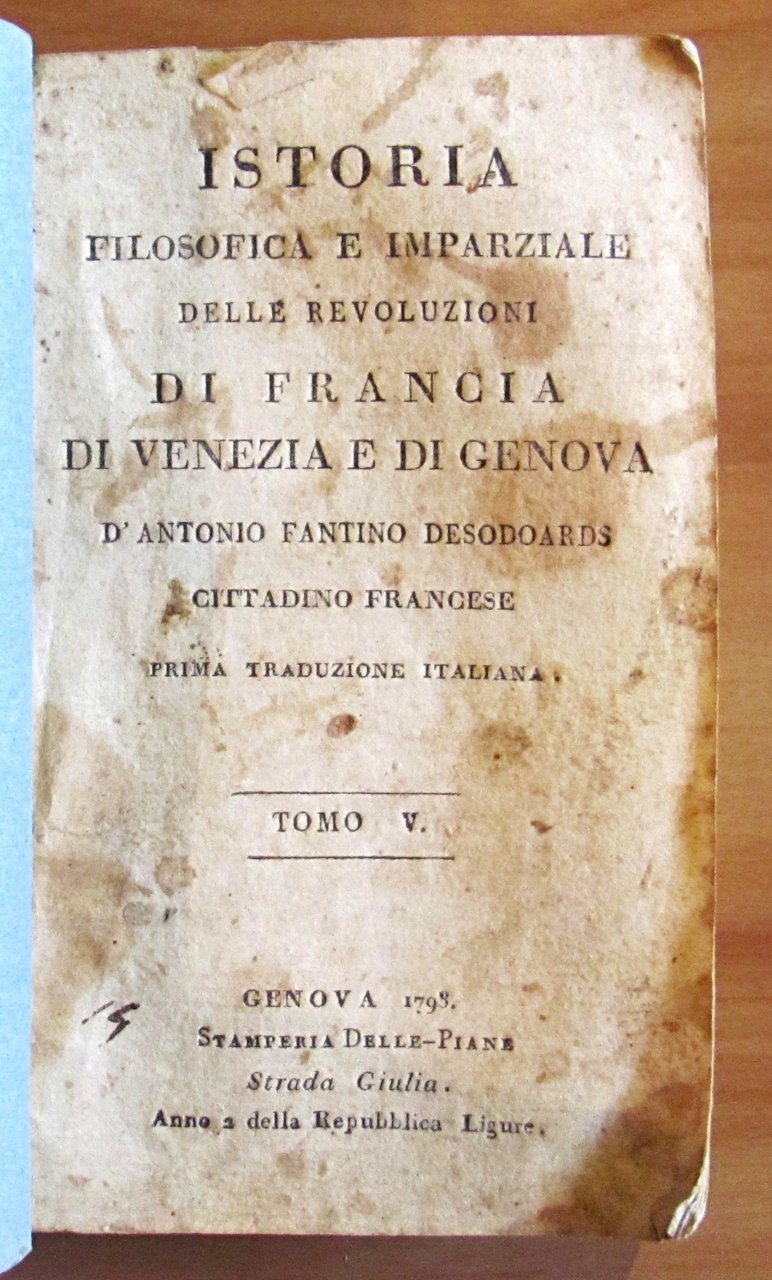 ISTORIA
FILOSOFICA E IMPARZIALE
DELLE REVOLUZIONI
DI FRANCIA
DI VENEZIA E DI GENOVA
D'ANTONIO FANTINO DESODOARDS
CITTADINO FRANCESE
PRIMA TRADUZIONE ITALIANA.
TOMO V.
GENOVA 1798.
STAMPERIA DELLE-PIANE
Strada Giulia.
Anno 2 della Repubblica Ligure.